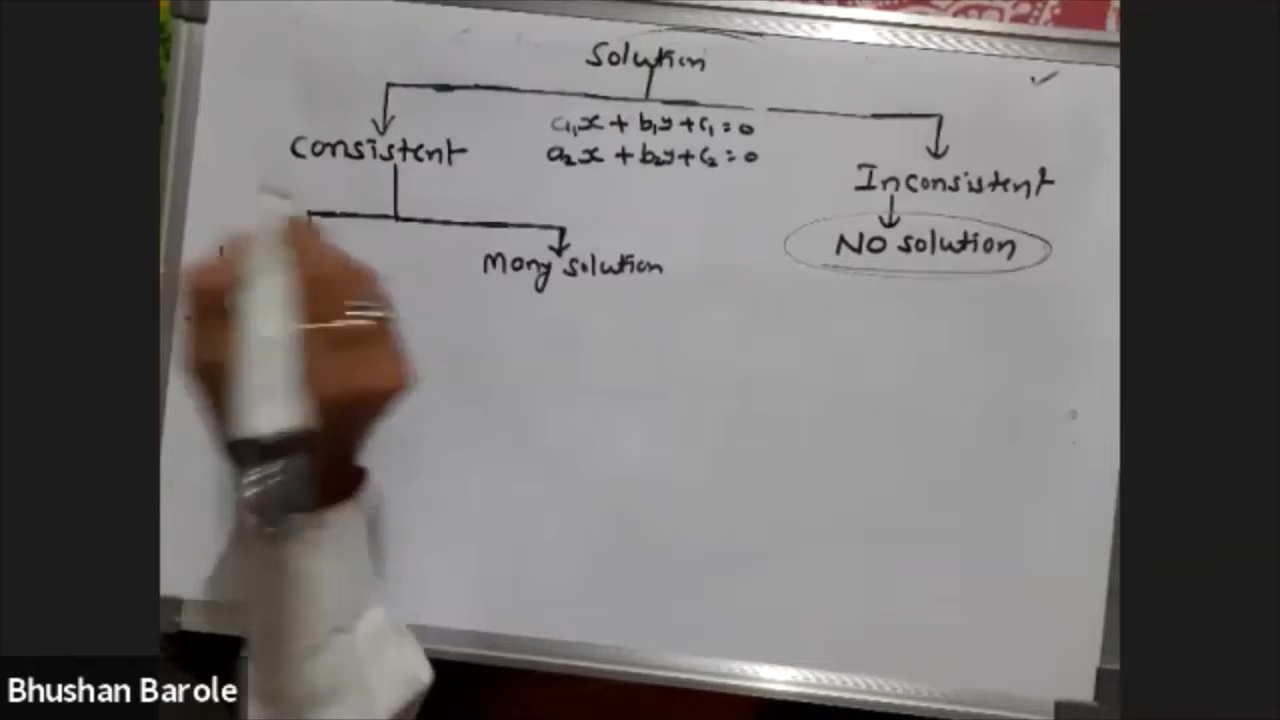 Solution
a₁x + b₁y + c₁ = 0
Consistent
a₂x + b₂y + c₂ = 0
Inconsistent
NO solution
Many solution
Bhushan Barole